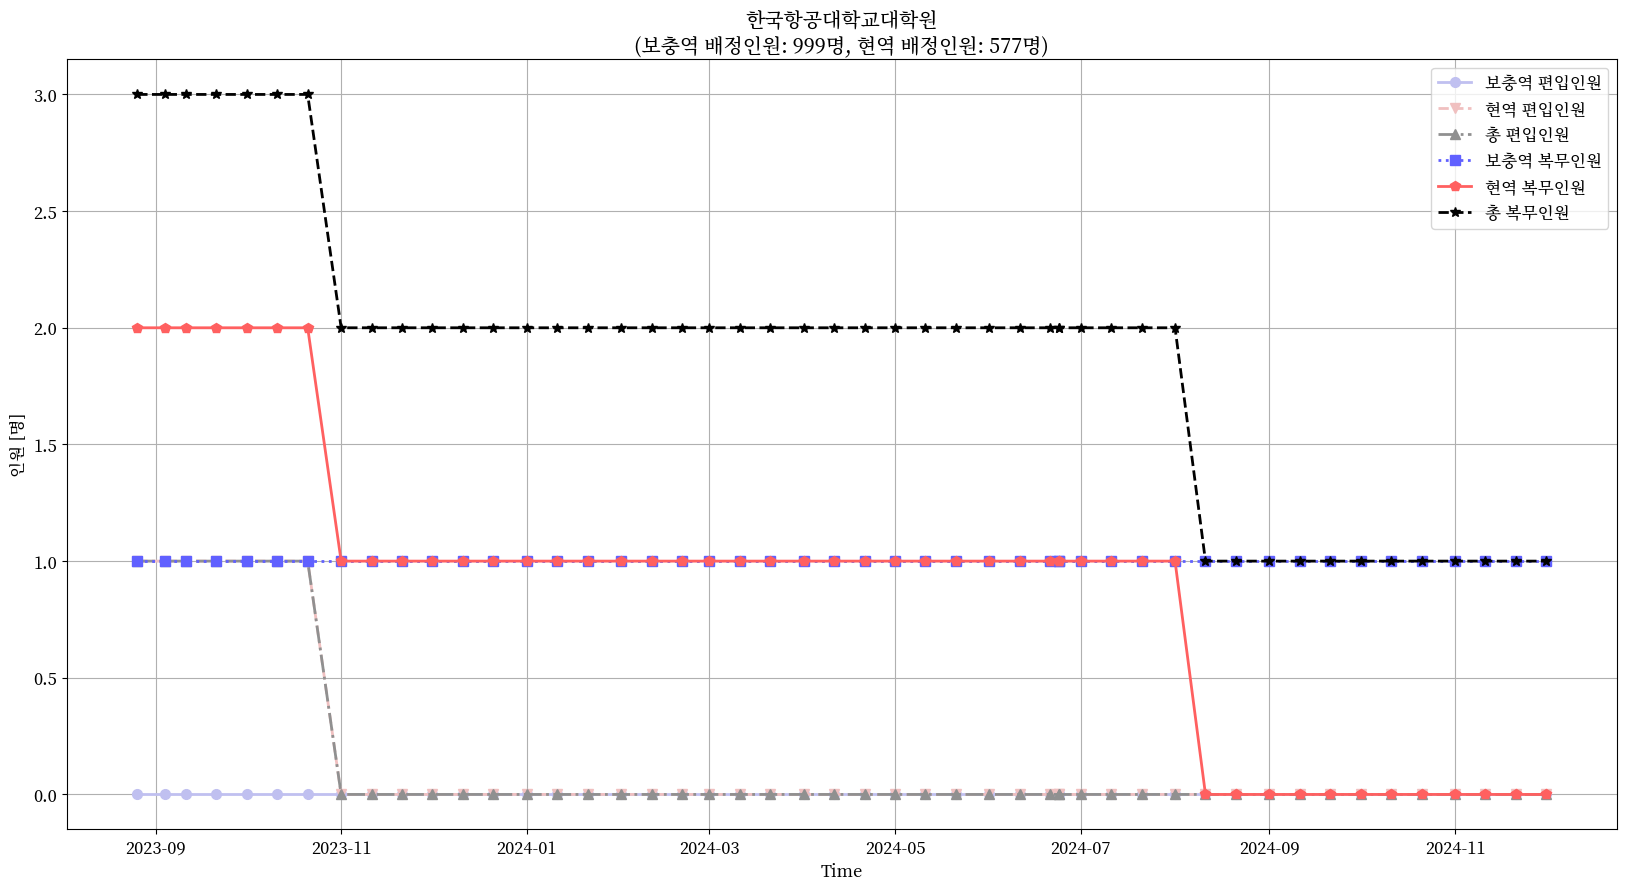 한국항공대학교대학원
(보충역 배정인원: 999명, 현역 배정인원: 577명)
보충역 편입인원
현역 편입인원
총 편입인원
보충역 복무인원
현역 복무인원
총 복무인원
3.0
2.5
2.0
1.5
1.0
0.5
0.0
인원 [명]
2023-09
2023-11
2024-01
2024-03
2024-05
2024-07
2024-09
2024-11
Time